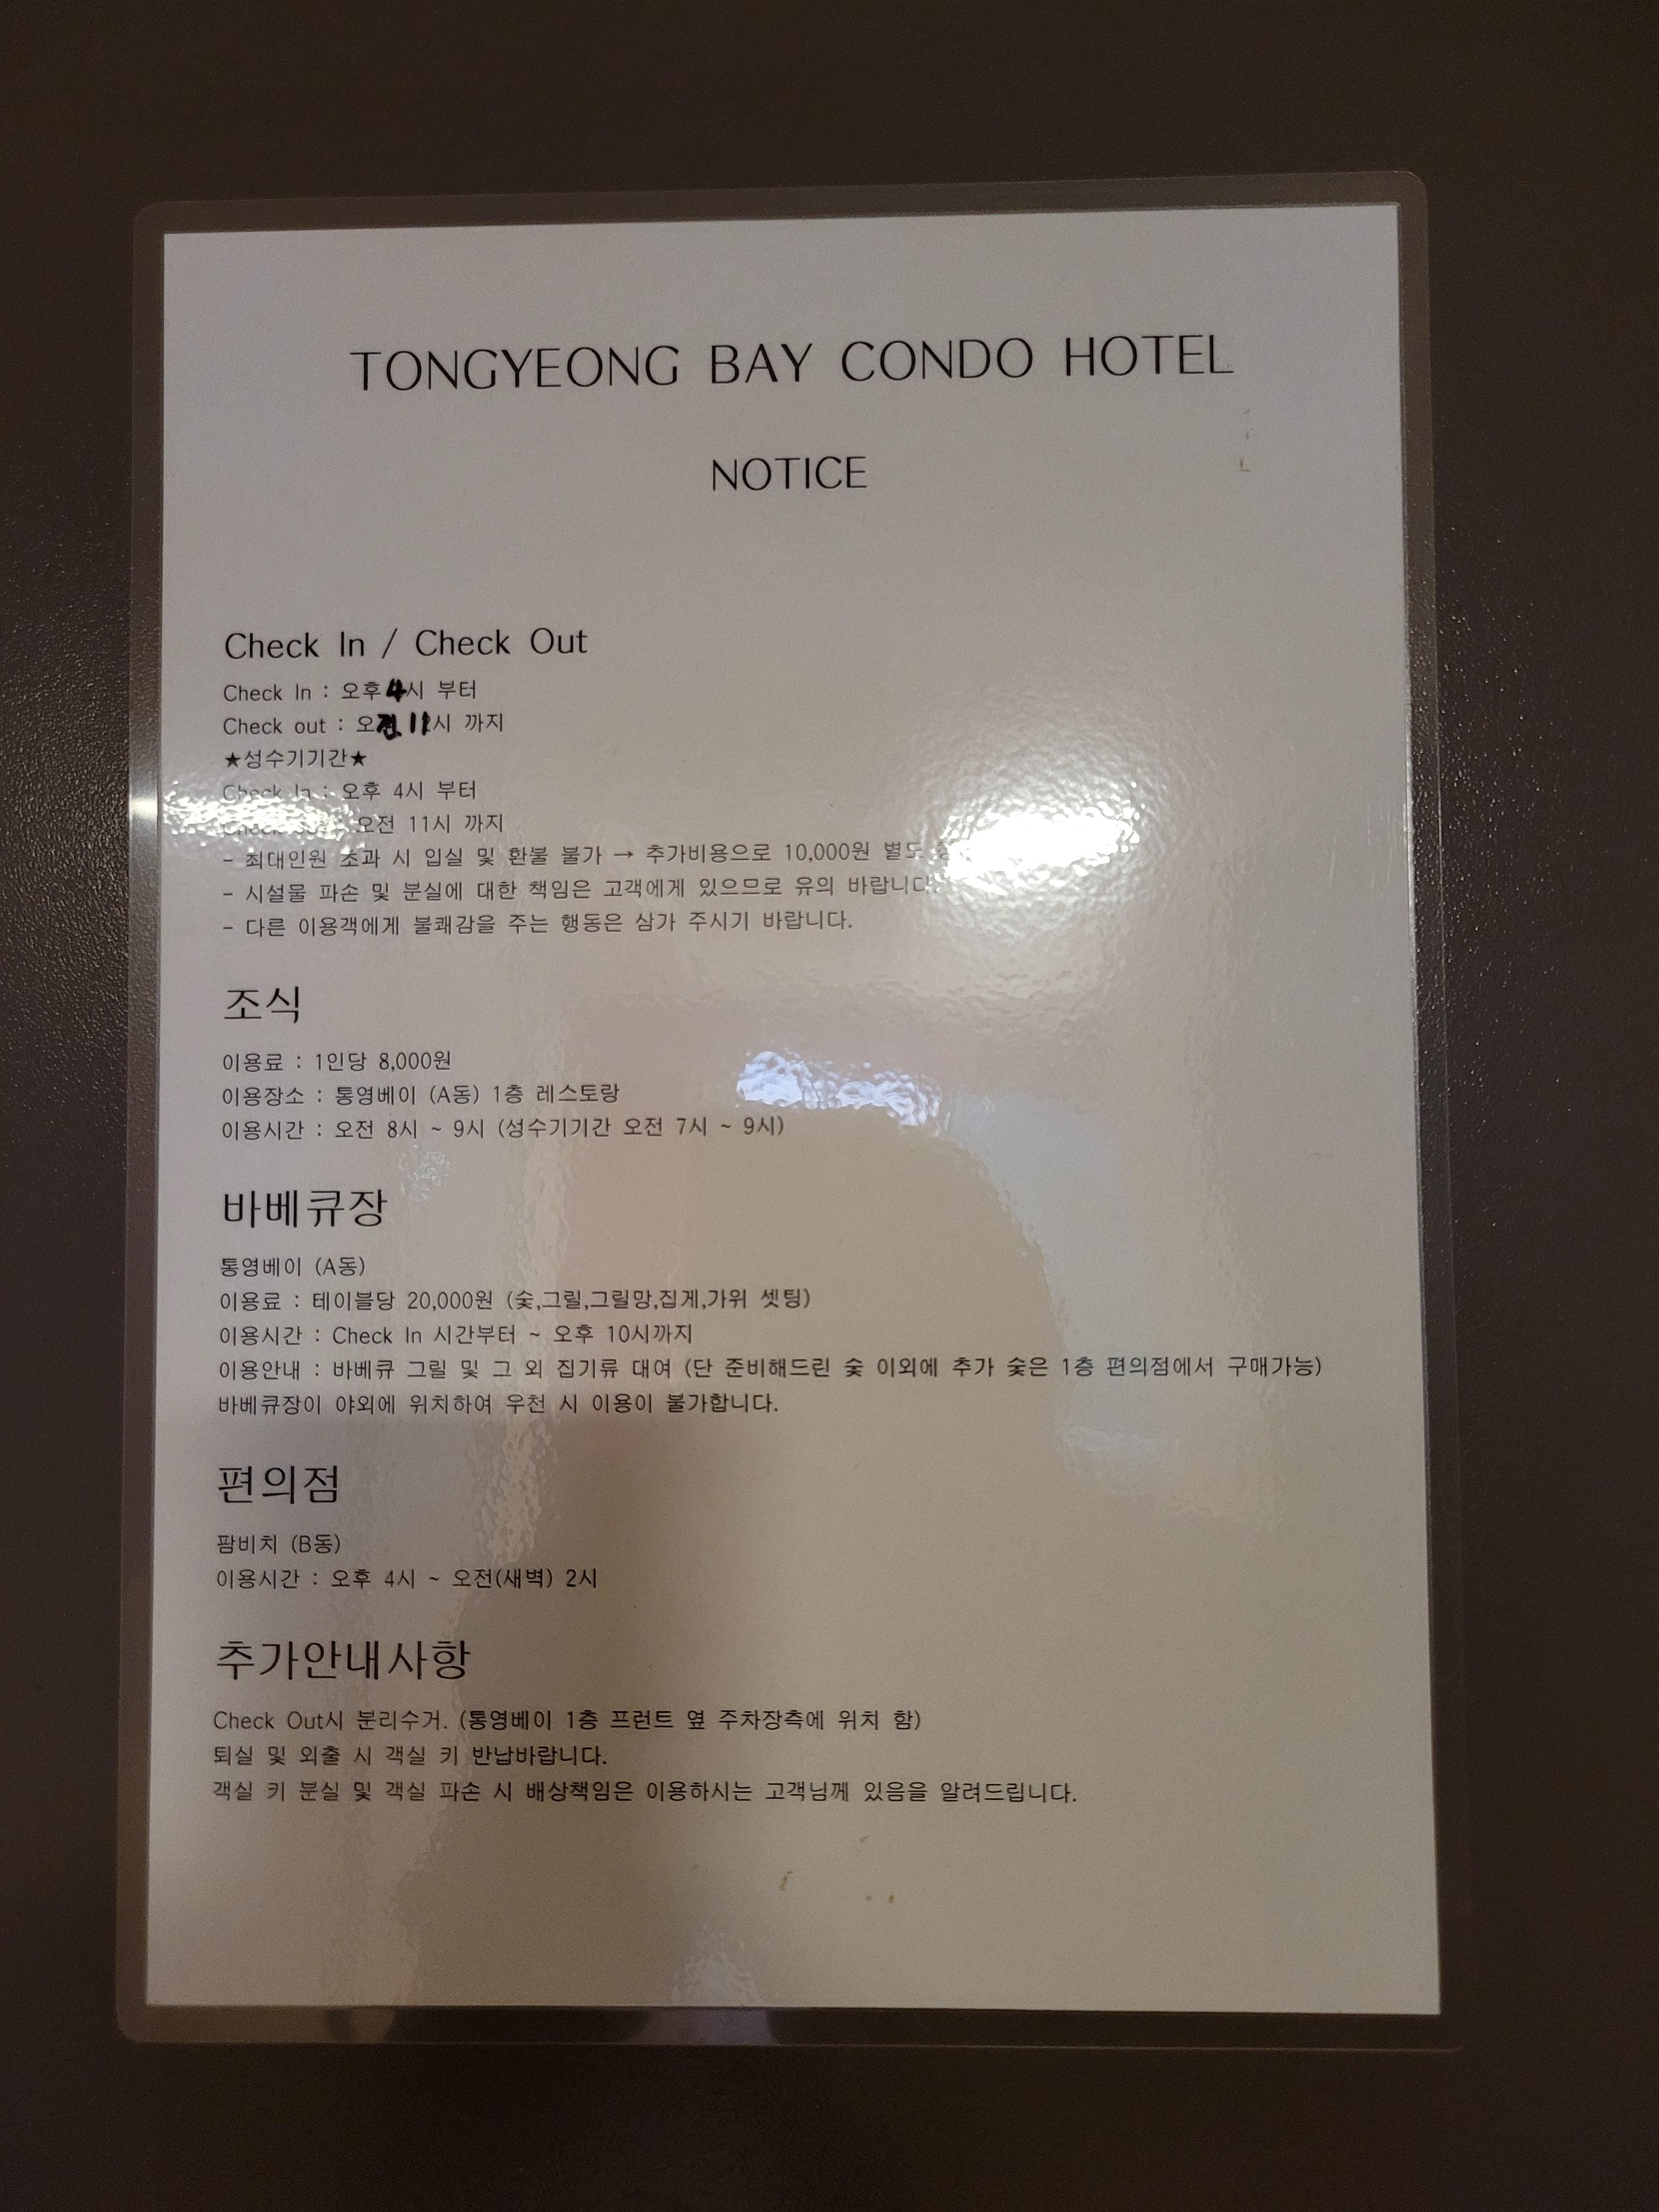 TONGYEONG BAY CONDO HOTEL
NOTICE
Check In / Check Out
Check In : 오후 4시 부터
Check out : 오전 11시 까지
★성수기기간★
Check In : 오후 4시 부터
오전 11시 까지
- 최대인원 초과 시 입실 및 환불 불가 → 추가비용으로 10,000원 별도
- 시설물 파손 및 분실에 대한 책임은 고객에게 있으므로 유의 바랍니다.
- 다른 이용객에게 불쾌감을 주는 행동은 삼가 주시기 바랍니다.
조식
이용료 : 1인당 8,000원
이용장소 : 통영베이 (A동) 1층 레스토랑
이용시간 : 오전 8시 ~ 9시 (성수기기간 오전 7시 ~ 9시)
바베큐장
통영베이 (A동)
이용료 : 테이블당 20,000원 (숯,그릴,그릴망,집게,가위 셋팅)
이용시간 : Check In 시간부터 ~ 오후 10시까지
이용안내 : 바베큐 그릴 및 그 외 집기류 대여 (단 준비해드린 숯 이외에 추가 숯은 1층 편의점에서 구매가능)
바베큐장이 야외에 위치하여 우천 시 이용이 불가합니다.
편의점
팜비치 (B동)
이용시간 : 오후 4시 ~ 오전(새벽) 2시
추가안내사항
Check Out시 분리수거. (통영베이 1층 프런트 옆 주차장측에 위치 함)
퇴실 및 외출 시 객실 키 반납바랍니다.
객실 키 분실 및 객실 파손 시 배상책임은 이용하시는 고객님께 있음을 알려드립니다.